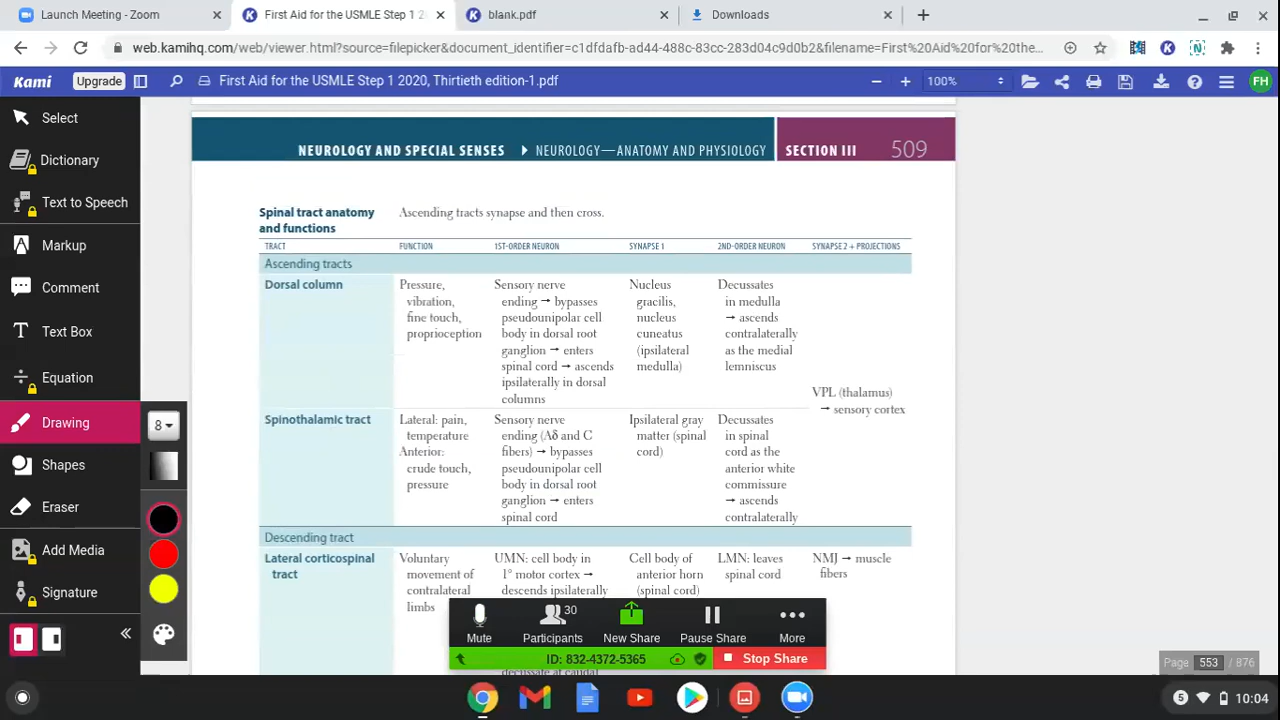 Launch Meeting - Zoom
First Aid for the USMLE Step 1 2
blank.pdf
Downloads
web.kamihq.com/web/viewer.html?source=filepicker&document_identifier=c1dfdafb-ad44-488c-83cc-283d04c9d0b2&filename=First%20Aid%20for%20the...
Kami Upgrade First Aid for the USMLE Step 1 2020, Thirtieth edition-1.pdf 100% FH
Select
Dictionary
Text to Speech
Markup
Comment
Text Box
Equation
Drawing
Shapes
Eraser
Add Media
Signature
8
NEUROLOGY AND SPECIAL SENSES NEUROLOGY—ANATOMY AND PHYSIOLOGY SECTION III 509
Spinal tract anatomy
and functions
Ascending tracts synapse and then cross.
TRACT FUNCTION 1ST-ORDER NEURON SYNAPSE 1 2ND-ORDER NEURON SYNAPSE 2 + PROJECTIONS
Ascending tracts
Dorsal column
Pressure,
vibration,
fine touch,
proprioception
Sensory nerve
ending → bypasses
pseudounipolar cell
body in dorsal root
ganglion → enters
spinal cord → ascends
ipsilaterally in dorsal
columns
Nucleus
gracilis,
nucleus
cuneatus
(ipsilateral
medulla)
Decussates
in medulla
→ ascends
contralaterally
as the medial
lemniscus
VPL (thalamus)
→ sensory cortex
Spinothalamic tract
Lateral: pain,
temperature
Anterior:
crude touch,
pressure
Sensory nerve
ending (Aδ and C
fibers) → bypasses
pseudounipolar cell
body in dorsal root
ganglion → enters
spinal cord
Ipsilateral gray
matter (spinal
cord)
Decussates
in spinal
cord as the
anterior white
commissure
→ ascends
contralaterally
Descending tract
Lateral corticospinal
tract
Voluntary
movement of
contralateral
limbs
UMN: cell body in
1° motor cortex →
descends ipsilaterally
decussate at caudal
Cell body of
anterior horn
(spinal cord)
LMN: leaves
spinal cord
NMJ → muscle
fibers
Mute
Participants 30
New Share
Pause Share
More
ID: 832-4372-5365
Stop Share
Page 553 / 876
5 10:04